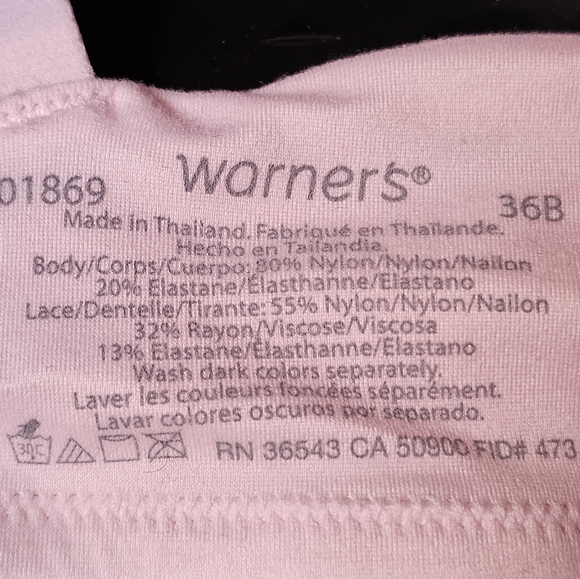 01869 Warner's® 36B
Made in Thailand. Fabriqué en Thaïlande.
Hecho en Tailandia.
Body/Corps/Cuerpo: 80% Nylon/Nylon/Nailon
20% Elastane/Élasthanne/Elastano
Lace/Dentelle/Tirante: 55% Nylon/Nylon/Nailon
32% Rayon/Viscose/Viscosa
13% Elastane/Élasthanne/Elastano
Wash dark colors separately.
Laver les couleurs foncées séparément.
Lavar colores oscuros por separado.
30C RN 36543 CA 50900 FID# 473